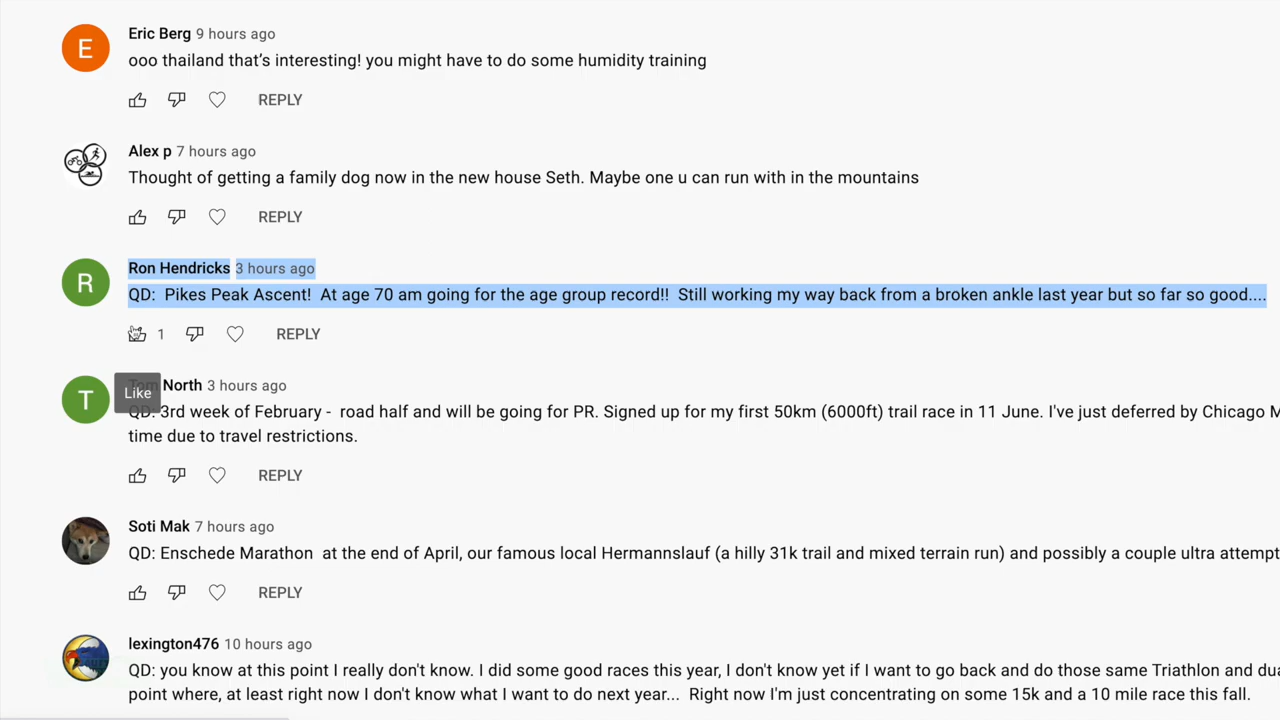 E
Eric Berg 9 hours ago
ooo thailand that's interesting! you might have to do some humidity training
REPLY
Alex p 7 hours ago
Thought of getting a family dog now in the new house Seth. Maybe one u can run with in the mountains
REPLY
R
Ron Hendricks 3 hours ago
QD:  Pikes Peak Ascent!  At age 70 am going for the age group record!!  Still working my way back from a broken ankle last year but so far so good....
1 REPLY
T
North 3 hours ago
Like
QD: 3rd week of February -  road half and will be going for PR. Signed up for my first 50km (6000ft) trail race in 11 June. I've just deferred by Chicago M
time due to travel restrictions.
REPLY
Soti Mak 7 hours ago
QD: Enschede Marathon  at the end of April, our famous local Hermannslauf (a hilly 31k trail and mixed terrain run) and possibly a couple ultra attempt
REPLY
lexington476 10 hours ago
QD: you know at this point I really don't know. I did some good races this year, I don't know yet if I want to go back and do those same Triathlon and dua
point where, at least right now I don't know what I want to do next year...  Right now I'm just concentrating on some 15k and a 10 mile race this fall.